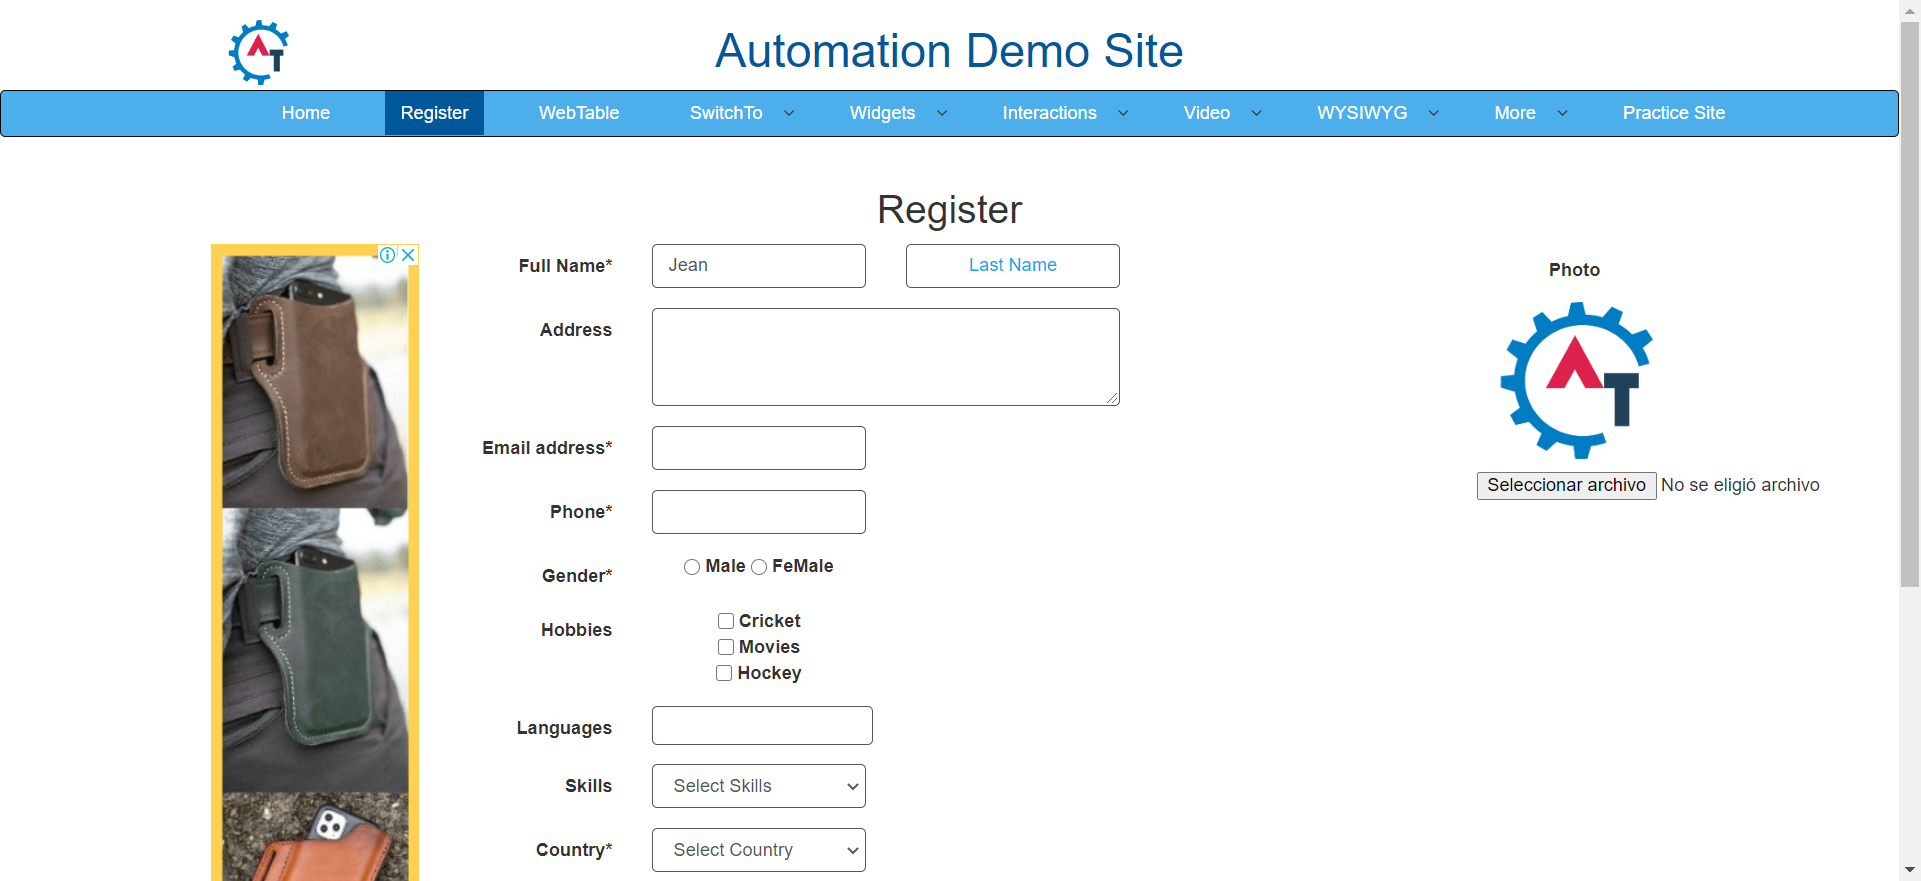 AT
Automation Demo Site
Home Register WebTable SwitchTo Widgets Interactions Video WYSIWYG More Practice Site
Register
Full Name* Jean Last Name
Photo
AT
Address
Email address*
Seleccionar archivo No se eligió archivo
Phone*
Gender* Male FeMale
Hobbies Cricket
Movies
Hockey
Languages
Skills Select Skills
Country* Select Country